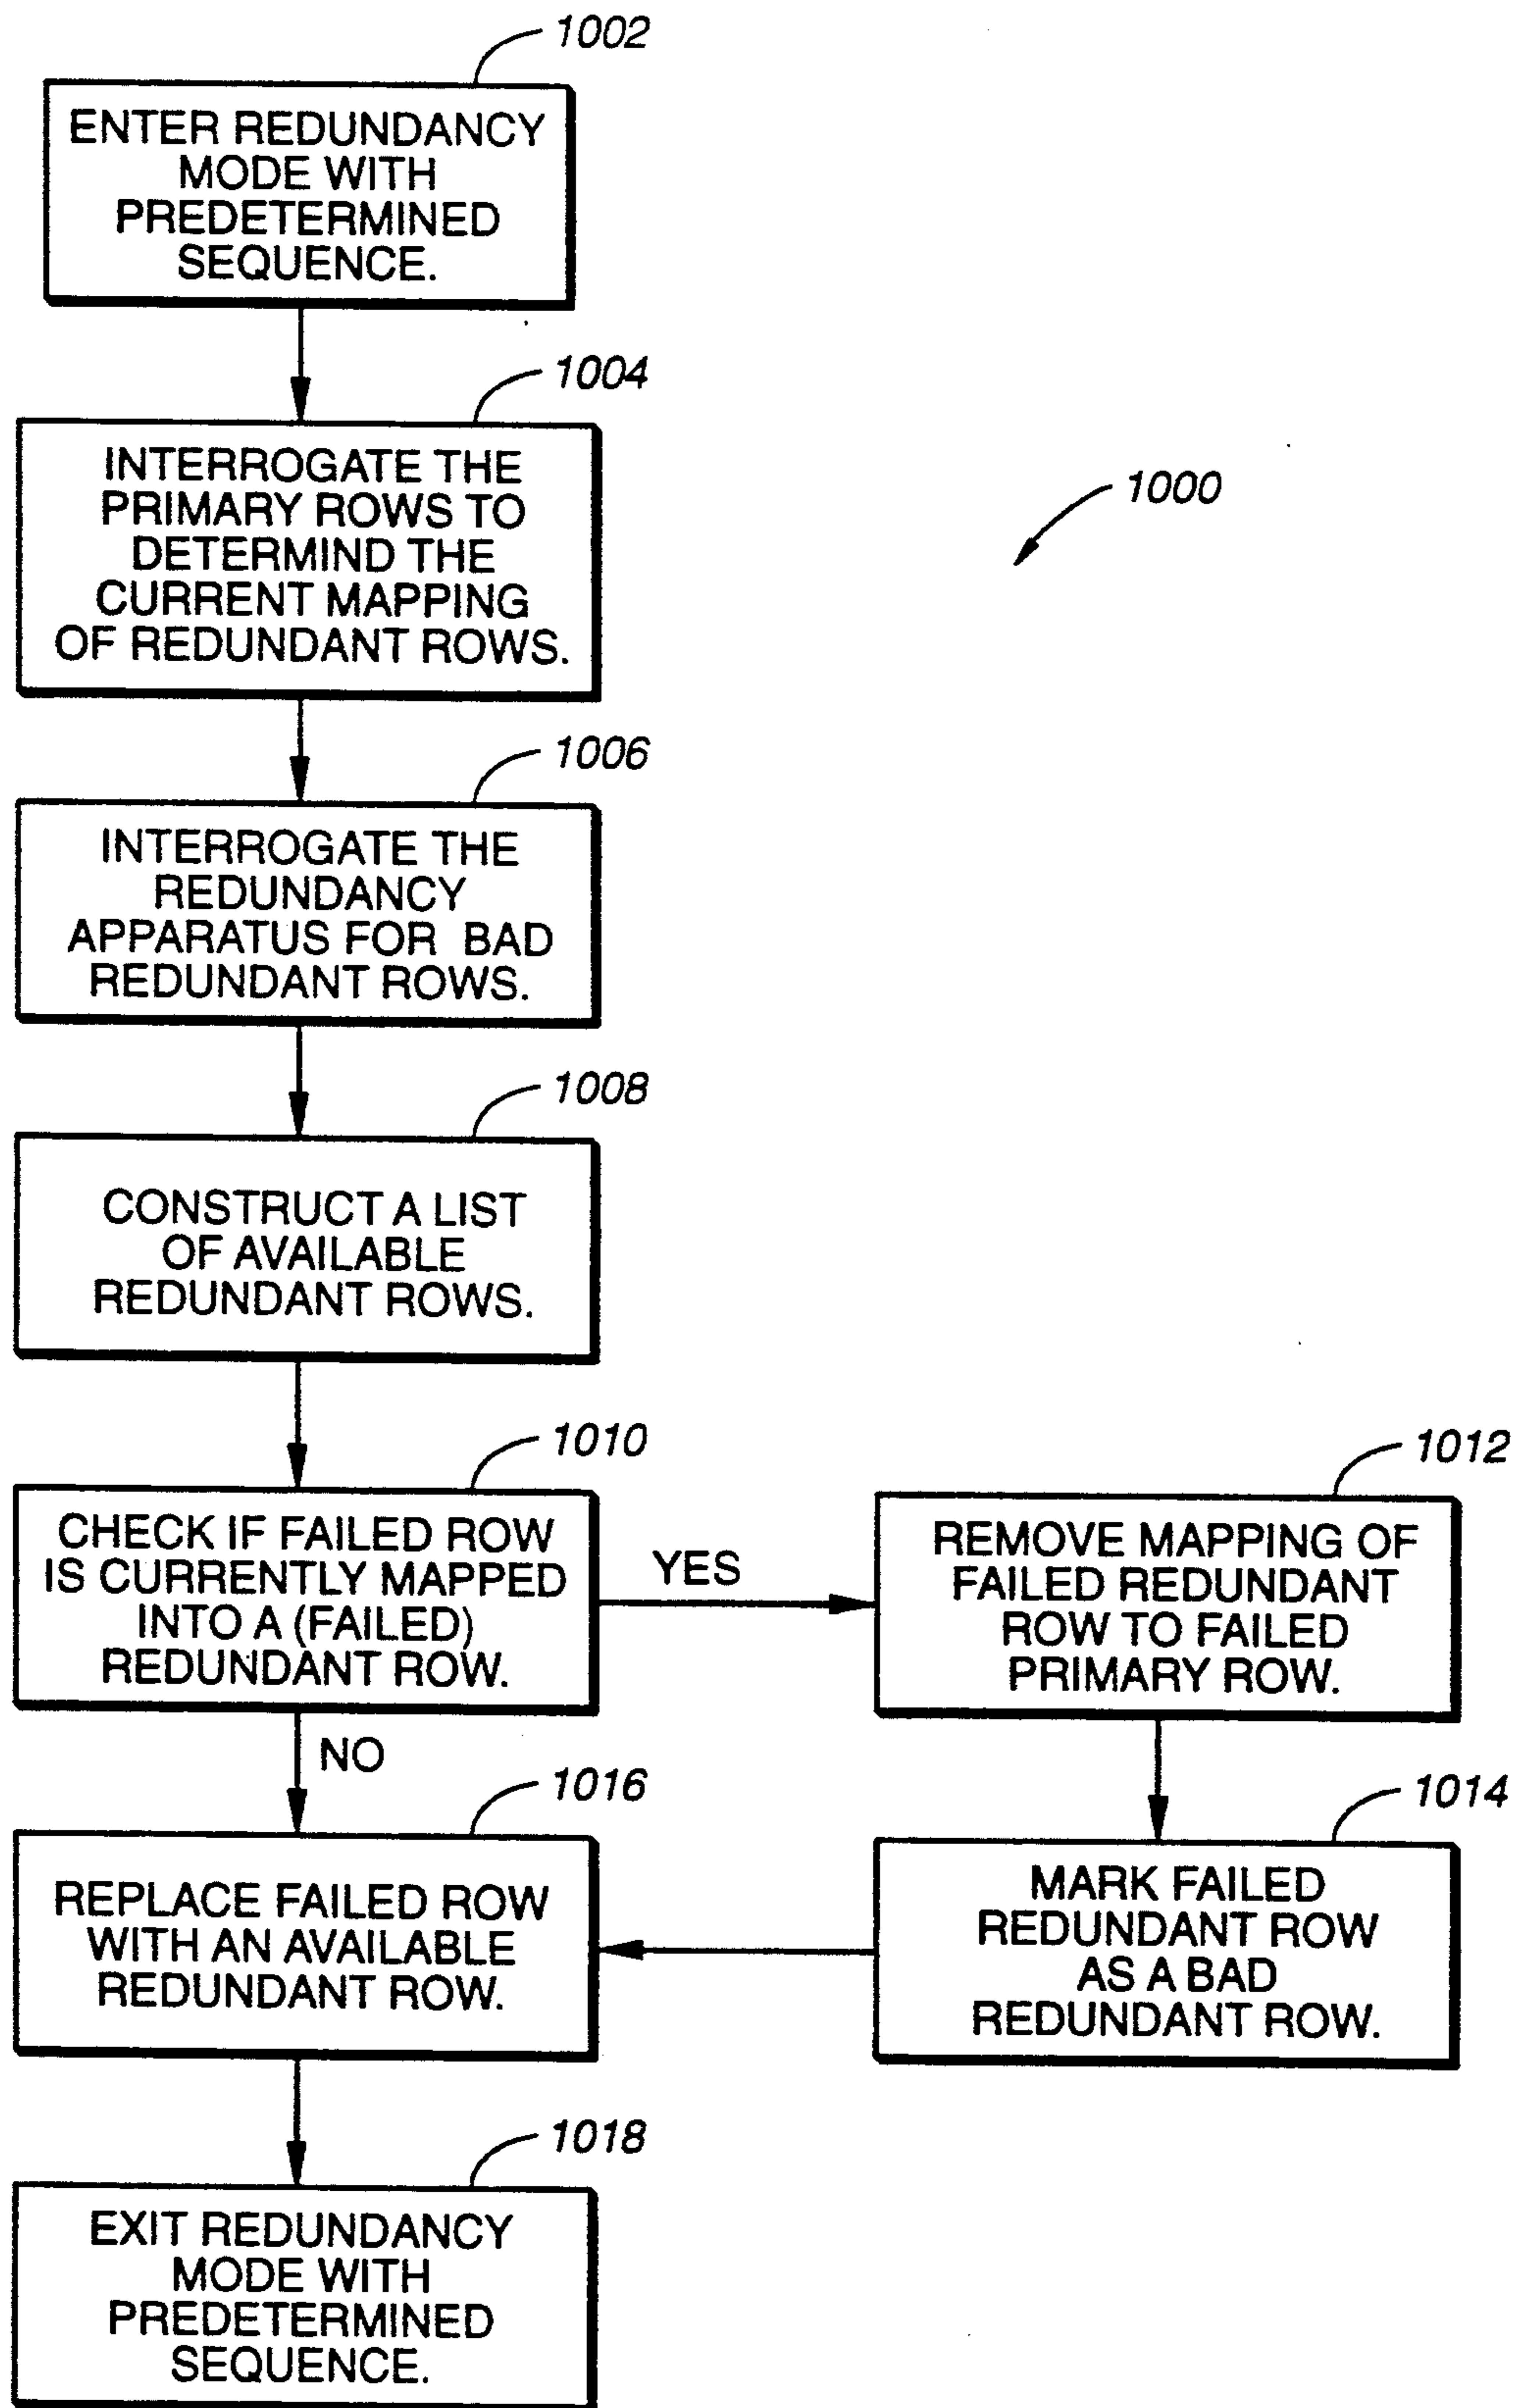 1002
ENTER REDUNDANCY
MODE WITH
PREDETERMINED
SEQUENCE.
1004
INTERROGATE THE
PRIMARY ROWS TO
DETERMIND THE
CURRENT MAPPING
OF REDUNDANT ROWS.
1000
1006
INTERROGATE THE
REDUNDANCY
APPARATUS FOR BAD
REDUNDANT ROWS.
1008
CONSTRUCT A LIST
OF AVAILABLE
REDUNDANT ROWS.
1010
CHECK IF FAILED ROW
IS CURRENTLY MAPPED
INTO A (FAILED)
REDUNDANT ROW.
YES
1012
REMOVE MAPPING OF
FAILED REDUNDANT
ROW TO FAILED
PRIMARY ROW.
NO
1014
MARK FAILED
REDUNDANT ROW
AS A BAD
REDUNDANT ROW.
1016
REPLACE FAILED ROW
WITH AN AVAILABLE
REDUNDANT ROW.
1018
EXIT REDUNDANCY
MODE WITH
PREDETERMINED
SEQUENCE.